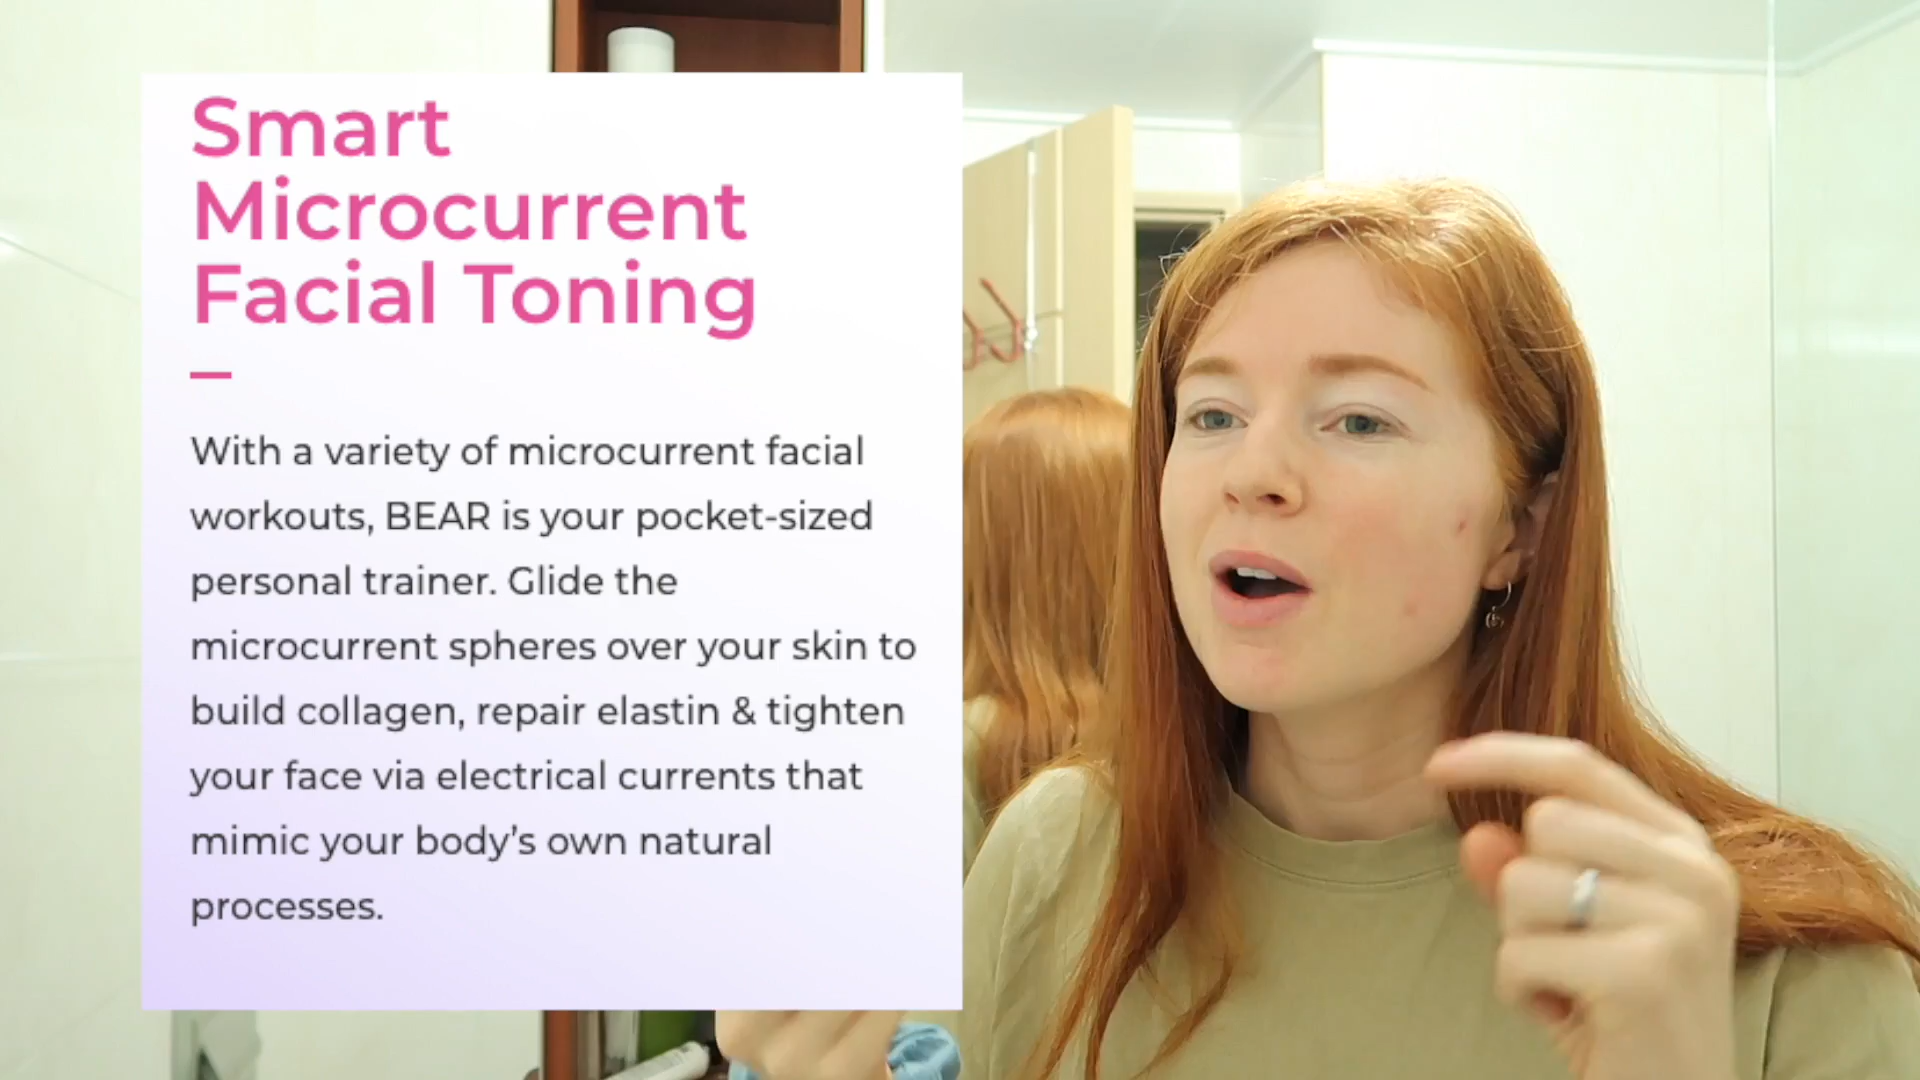 Smart
Microcurrent
Facial Toning
With a variety of microcurrent facial
workouts, BEAR is your pocket-sized
personal trainer. Glide the
microcurrent spheres over your skin to
build collagen, repair elastin & tighten
your face via electrical currents that
mimic your body’s own natural
processes.